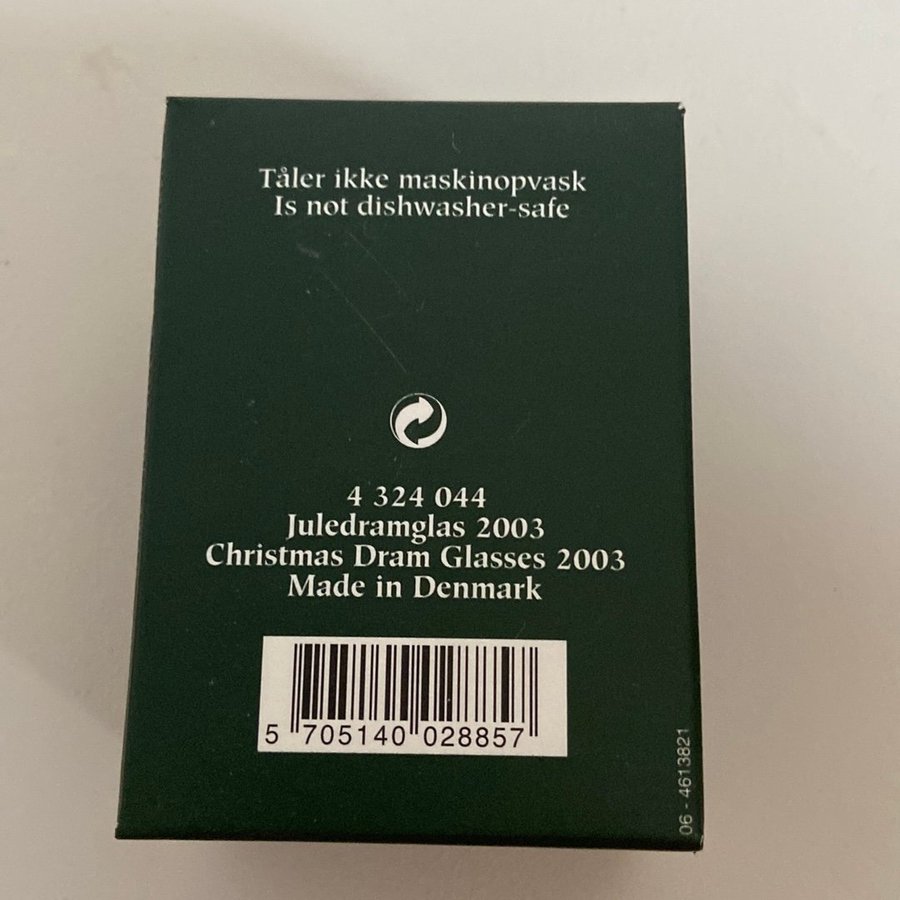 Tåler ikke maskinopvask
Is not dishwasher-safe
4 324 044
Juledramglas 2003
Christmas Dram Glasses 2003
Made in Denmark
5 705140 028857
06 - 4613821